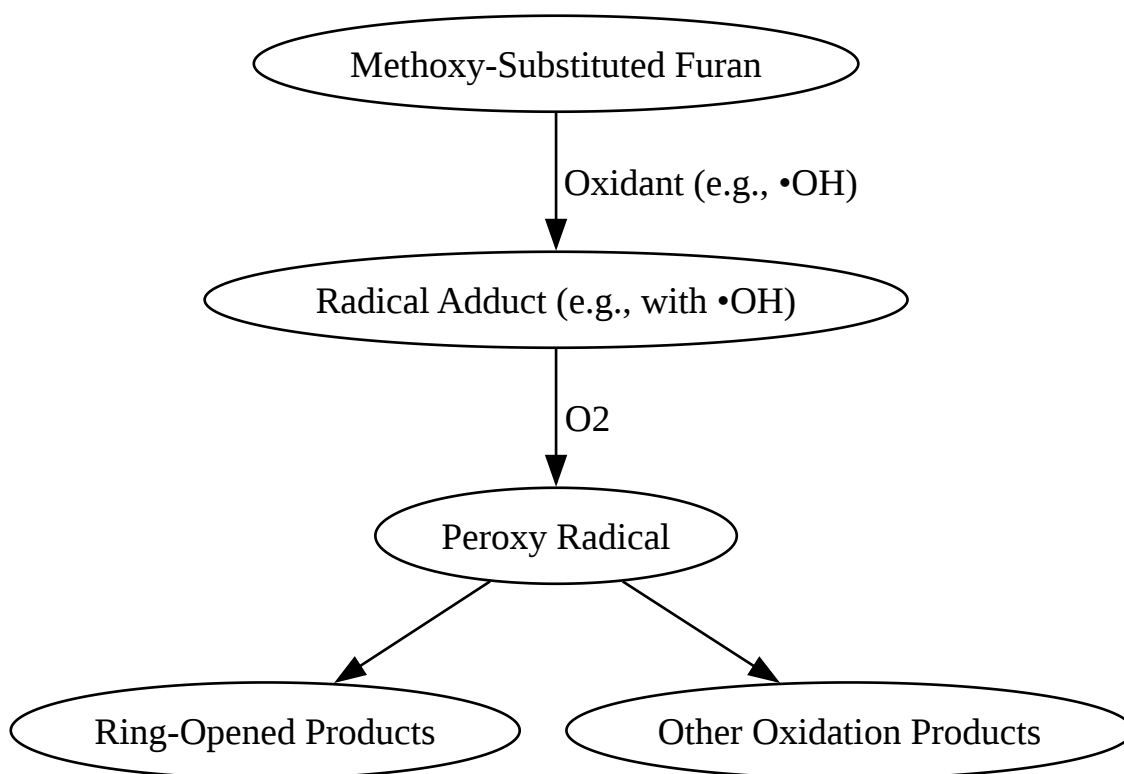 Methoxy-Substituted Furan
Oxidant (e.g., •OH)
Radical Adduct (e.g., with •OH)
O2
Peroxy Radical
Ring-Opened Products
Other Oxidation Products